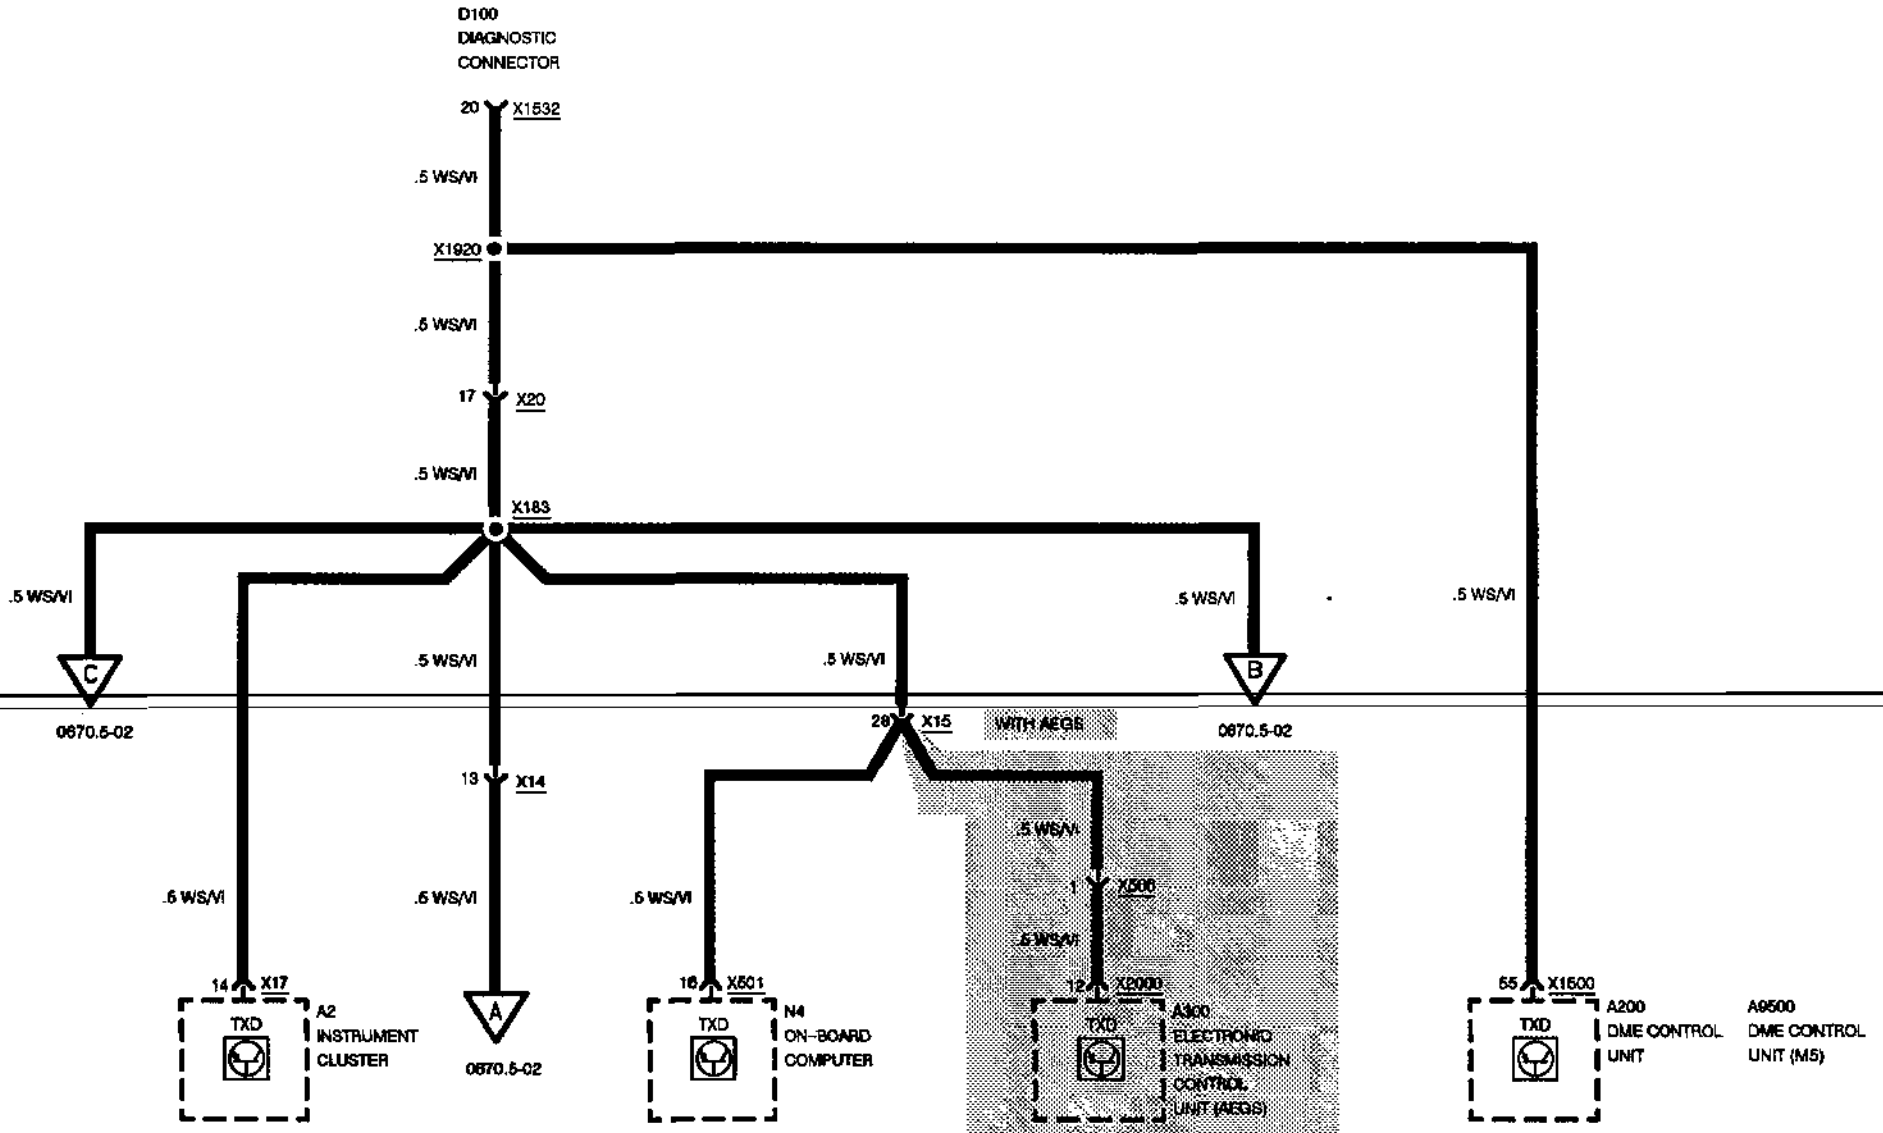 D100
DIAGNOSTIC
CONNECTOR
20 X1532
.5 WS/VI
X1920
.5 WS/VI
17 X20
.5 WS/VI
X183
.5 WS/VI
.5 WS/VI
.5 WS/VI
.5 WS/VI
.5 WS/VI
C
B
0670.5-02
28 X15
WITH AEGS
0670.5-02
13 X14
.5 WS/VI
1 X506
.5 WS/VI
.5 WS/VI
.5 WS/VI
.5 WS/VI
14 X17
16 X501
12 X2000
55 X1500
A
0670.5-02
TXD
A2
INSTRUMENT
CLUSTER
TXD
N4
ON-BOARD
COMPUTER
TXD
A300
ELECTRONIC
TRANSMISSION
CONTROL
UNIT (AEGS)
TXD
A200
DME CONTROL
UNIT
A9500
DME CONTROL
UNIT (M5)